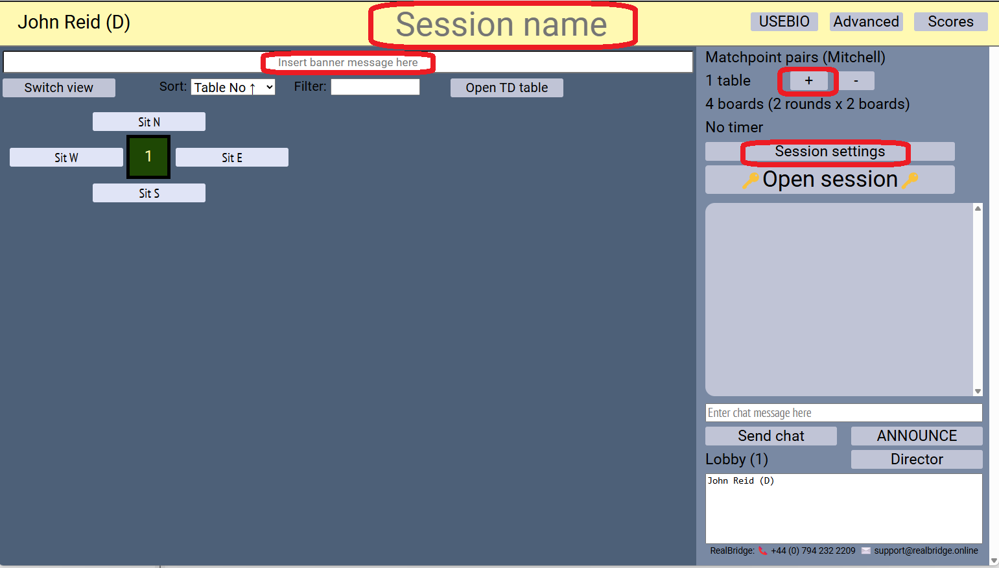 John Reid (D)
Session name
USEBIO
Advanced
Scores
Insert banner message here
Switch view
Sort: Table No ↑
Filter:
Open TD table
Sit N
Sit W
1
Sit E
Sit S
Matchpoint pairs (Mitchell)
1 table + -
4 boards (2 rounds x 2 boards)
No timer
Session settings
Open session
Enter chat message here
Send chat
ANNOUNCE
Lobby (1)
Director
John Reid (D)
RealBridge: +44 (0) 794 232 2209 support@realbridge.online